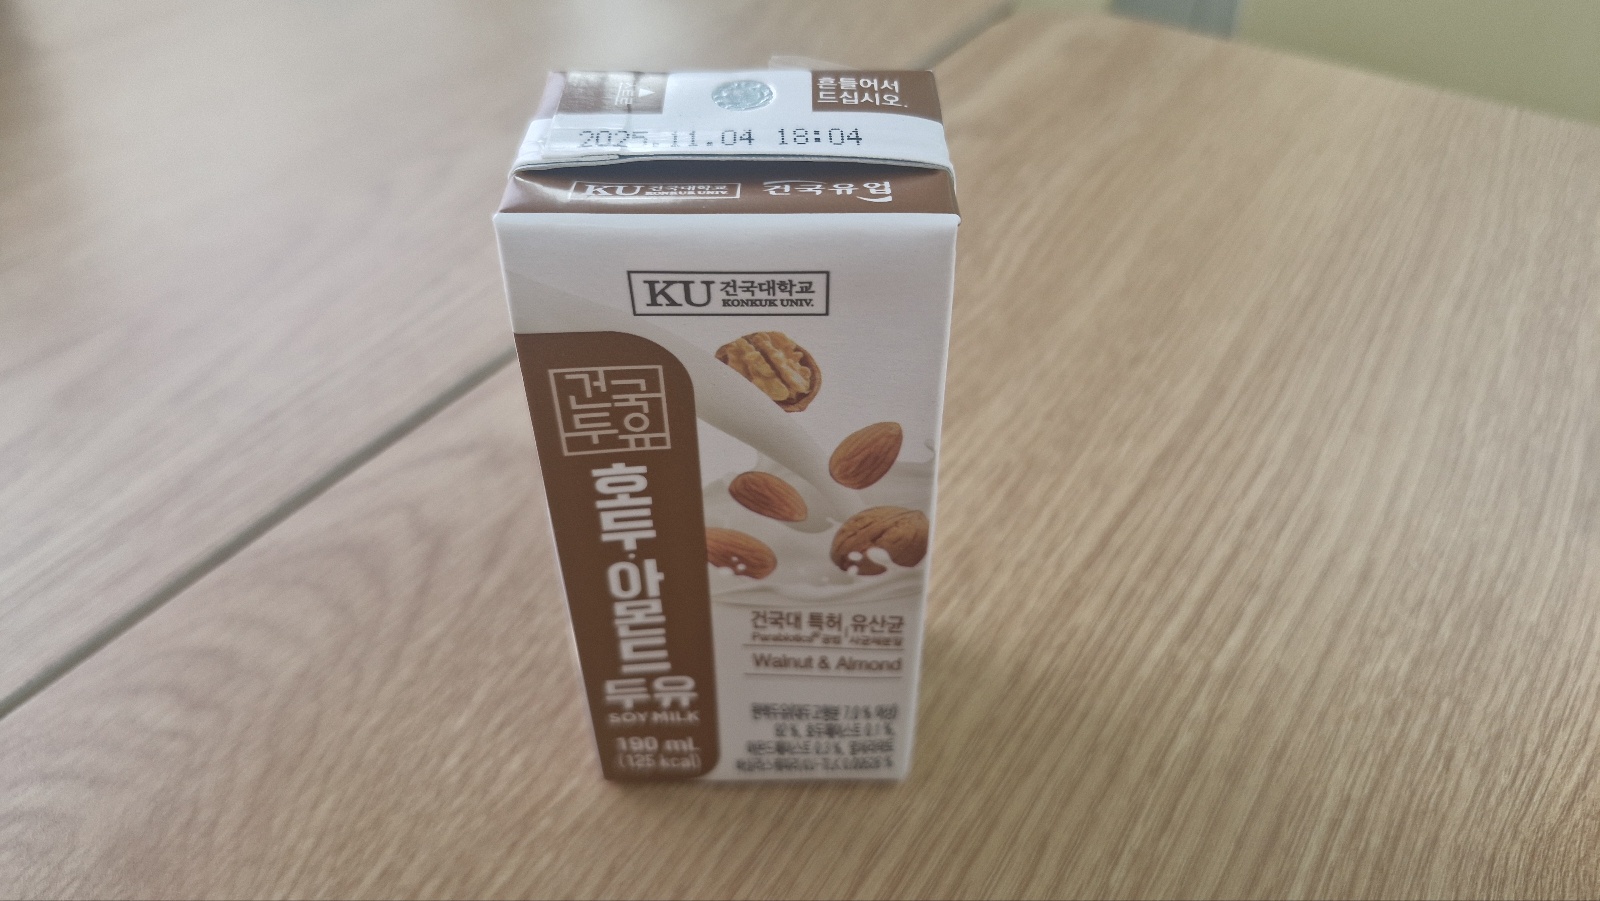 흔들어서
드십시오.
2025.11.04 18:04
KU 건국대학교
KONKUK UNIV.
건국유업
KU 건국대학교
KONKUK UNIV.
건국
두유
호두·아몬드
두유
SOY MILK
190 mL
(125 kcal)
건국대 특허 유산균
Walnut & Almond